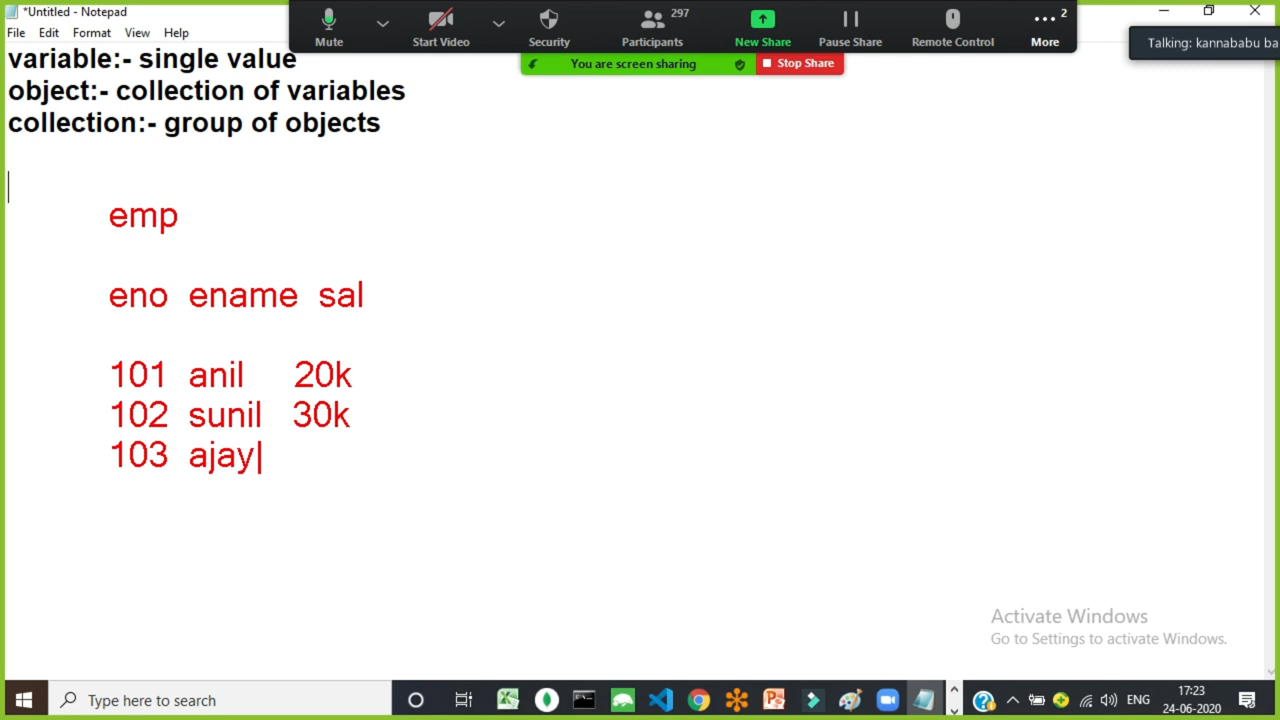 *Untitled - Notepad
File Edit Format View Help
Mute
Start Video
Security
297
Participants
New Share
Pause Share
Remote Control
2
More
You are screen sharing
Stop Share
Talking: kannababu ba
variable:- single value
object:- collection of variables
collection:- group of objects
emp
eno ename sal
101 anil 20k
102 sunil 30k
103 ajay
Activate Windows
Go to Settings to activate Windows.
Type here to search
ENG
17:23
24-06-2020